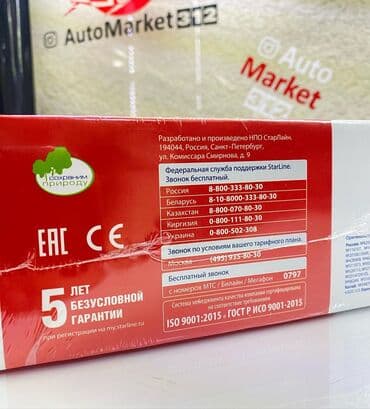 AutoMarket312
Auto
Market
312
Сохраним
природу
Разработано и произведено НПО СтарЛайн.
194044, Россия, Санкт-Петербург,
ул. Комиссара Смирнова, д. 9
Федеральная служба поддержки StarLine.
Звонок бесплатный.
Россия 8-800-333-80-30
Беларусь 8-10-8000-333-80-30
Казахстан 8-800-070-80-30
Киргизия 0-800-111-80-30
Украина 0-800-502-308
Звонок по условиям вашего тарифного плана.
Москва (495) 935-80-30
Бесплатный звонок
с номеров МТС / Билайн / Мегафон 0797
Система менеджмента качества компании сертифицирована
на соответствие требованиям
ISO 9001:2015, ГОСТ Р ИСО 9001-2015
EAC CE
5 ЛЕТ
БЕЗУСЛОВНОЙ
ГАРАНТИИ
при регистрации на my.starline.ru